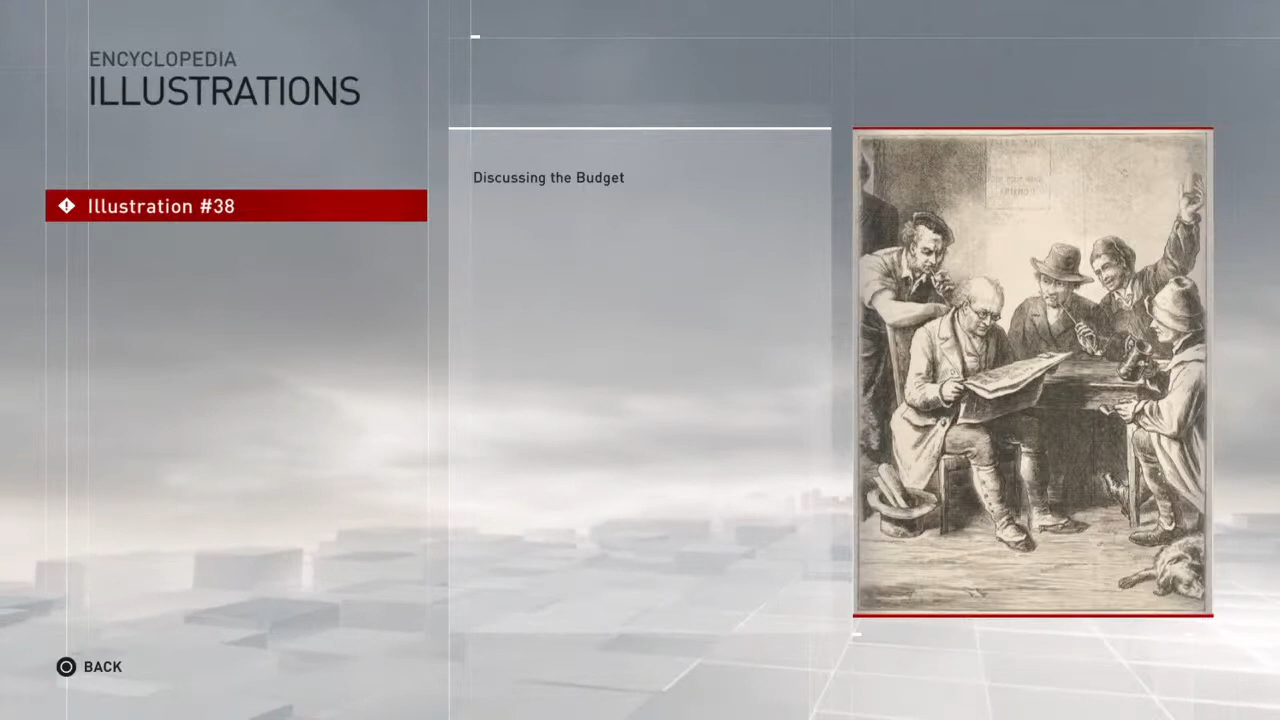 ENCYCLOPEDIA
ILLUSTRATIONS
Illustration #38
Discussing the Budget
BACK